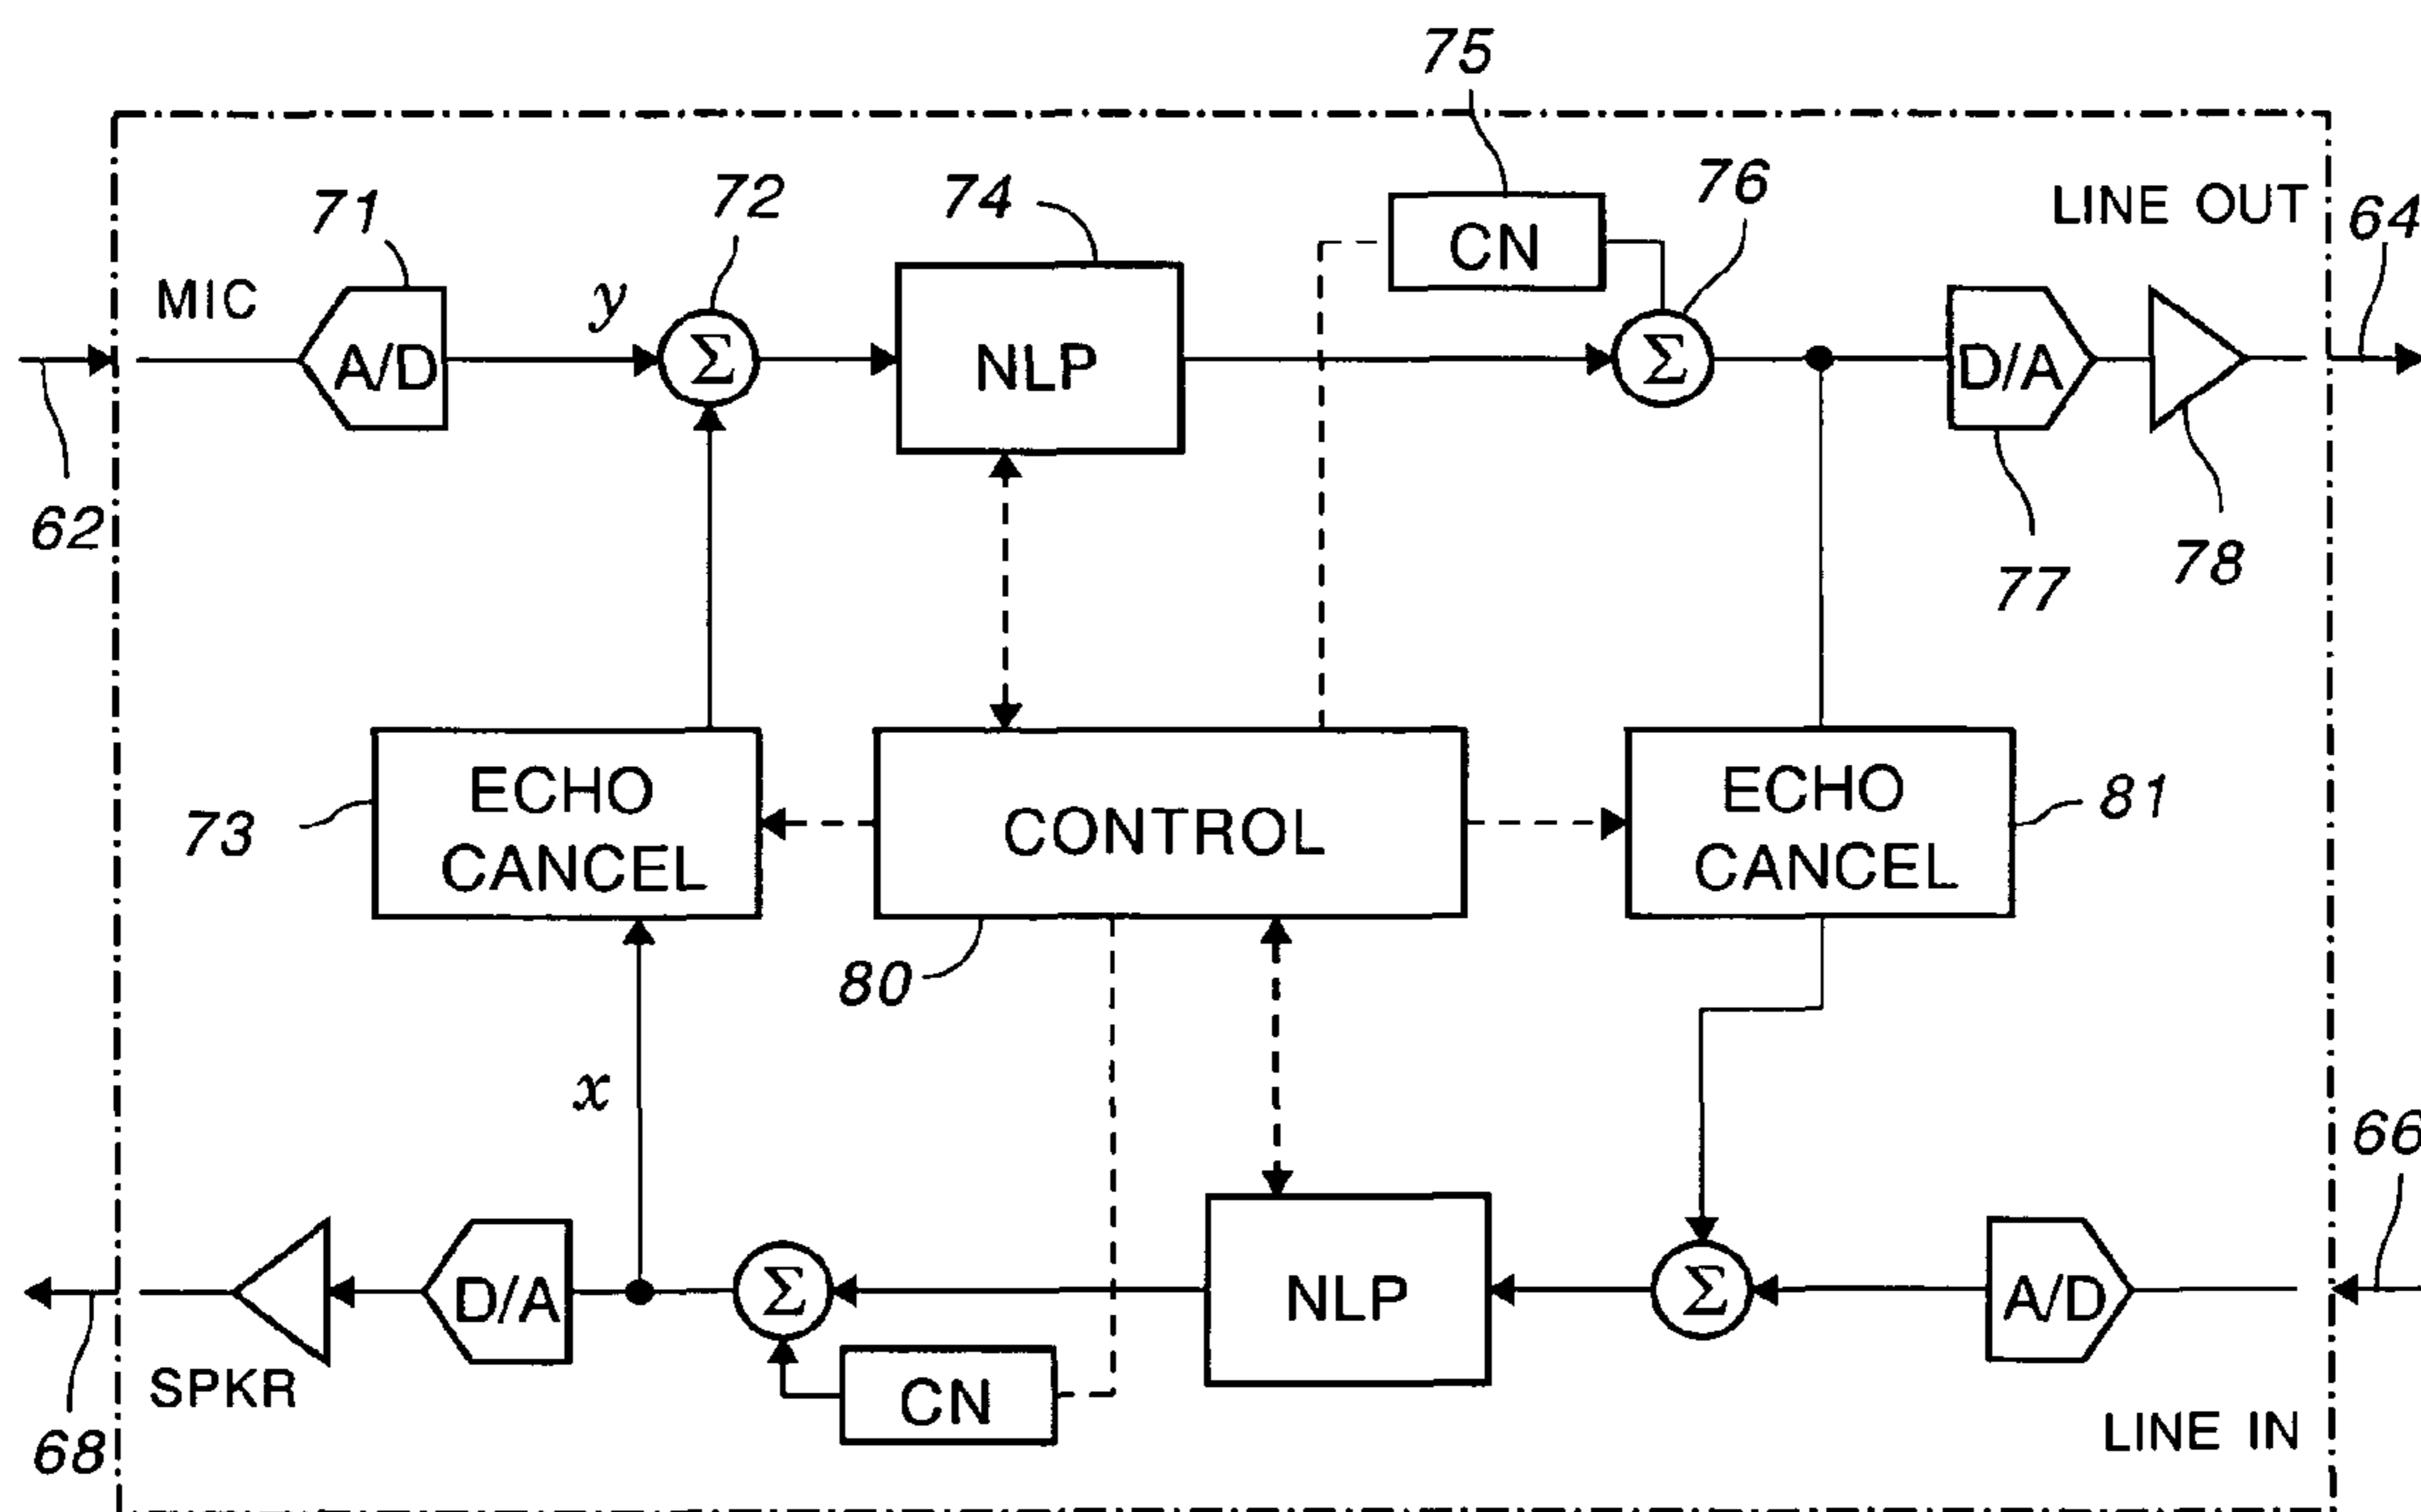 75
71
72
74
76
LINE OUT
64
CN
MIC
y
A/D
Σ
NLP
Σ
D/A
62
77
78
ECHO CANCEL
73
CONTROL
ECHO CANCEL
81
80
x
66
D/A
Σ
NLP
Σ
A/D
SPKR
CN
68
LINE IN